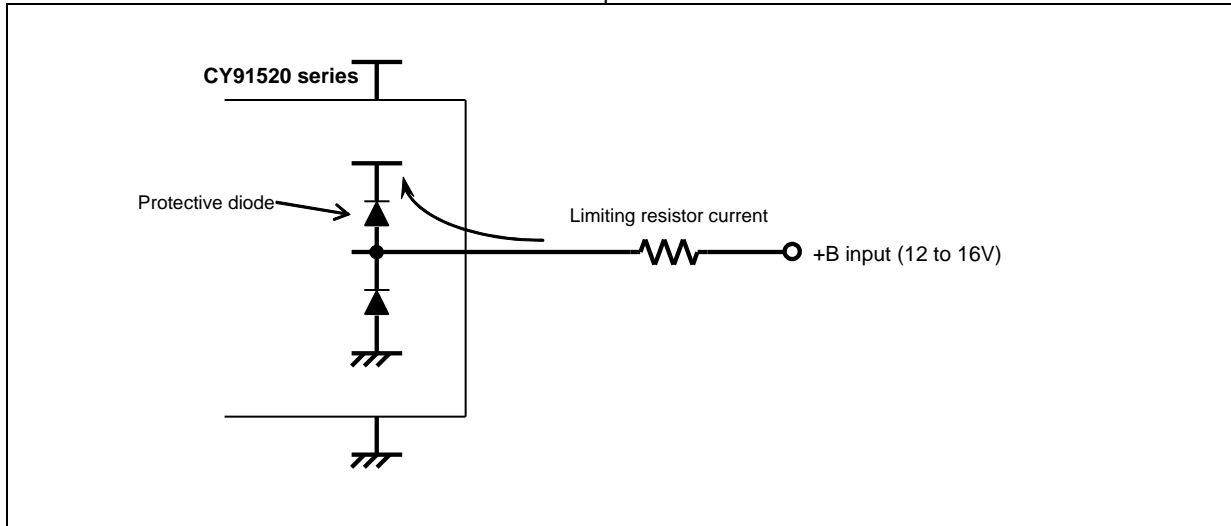 CY91520 series
Protective diode
Limiting resistor current
+B input (12 to 16V)